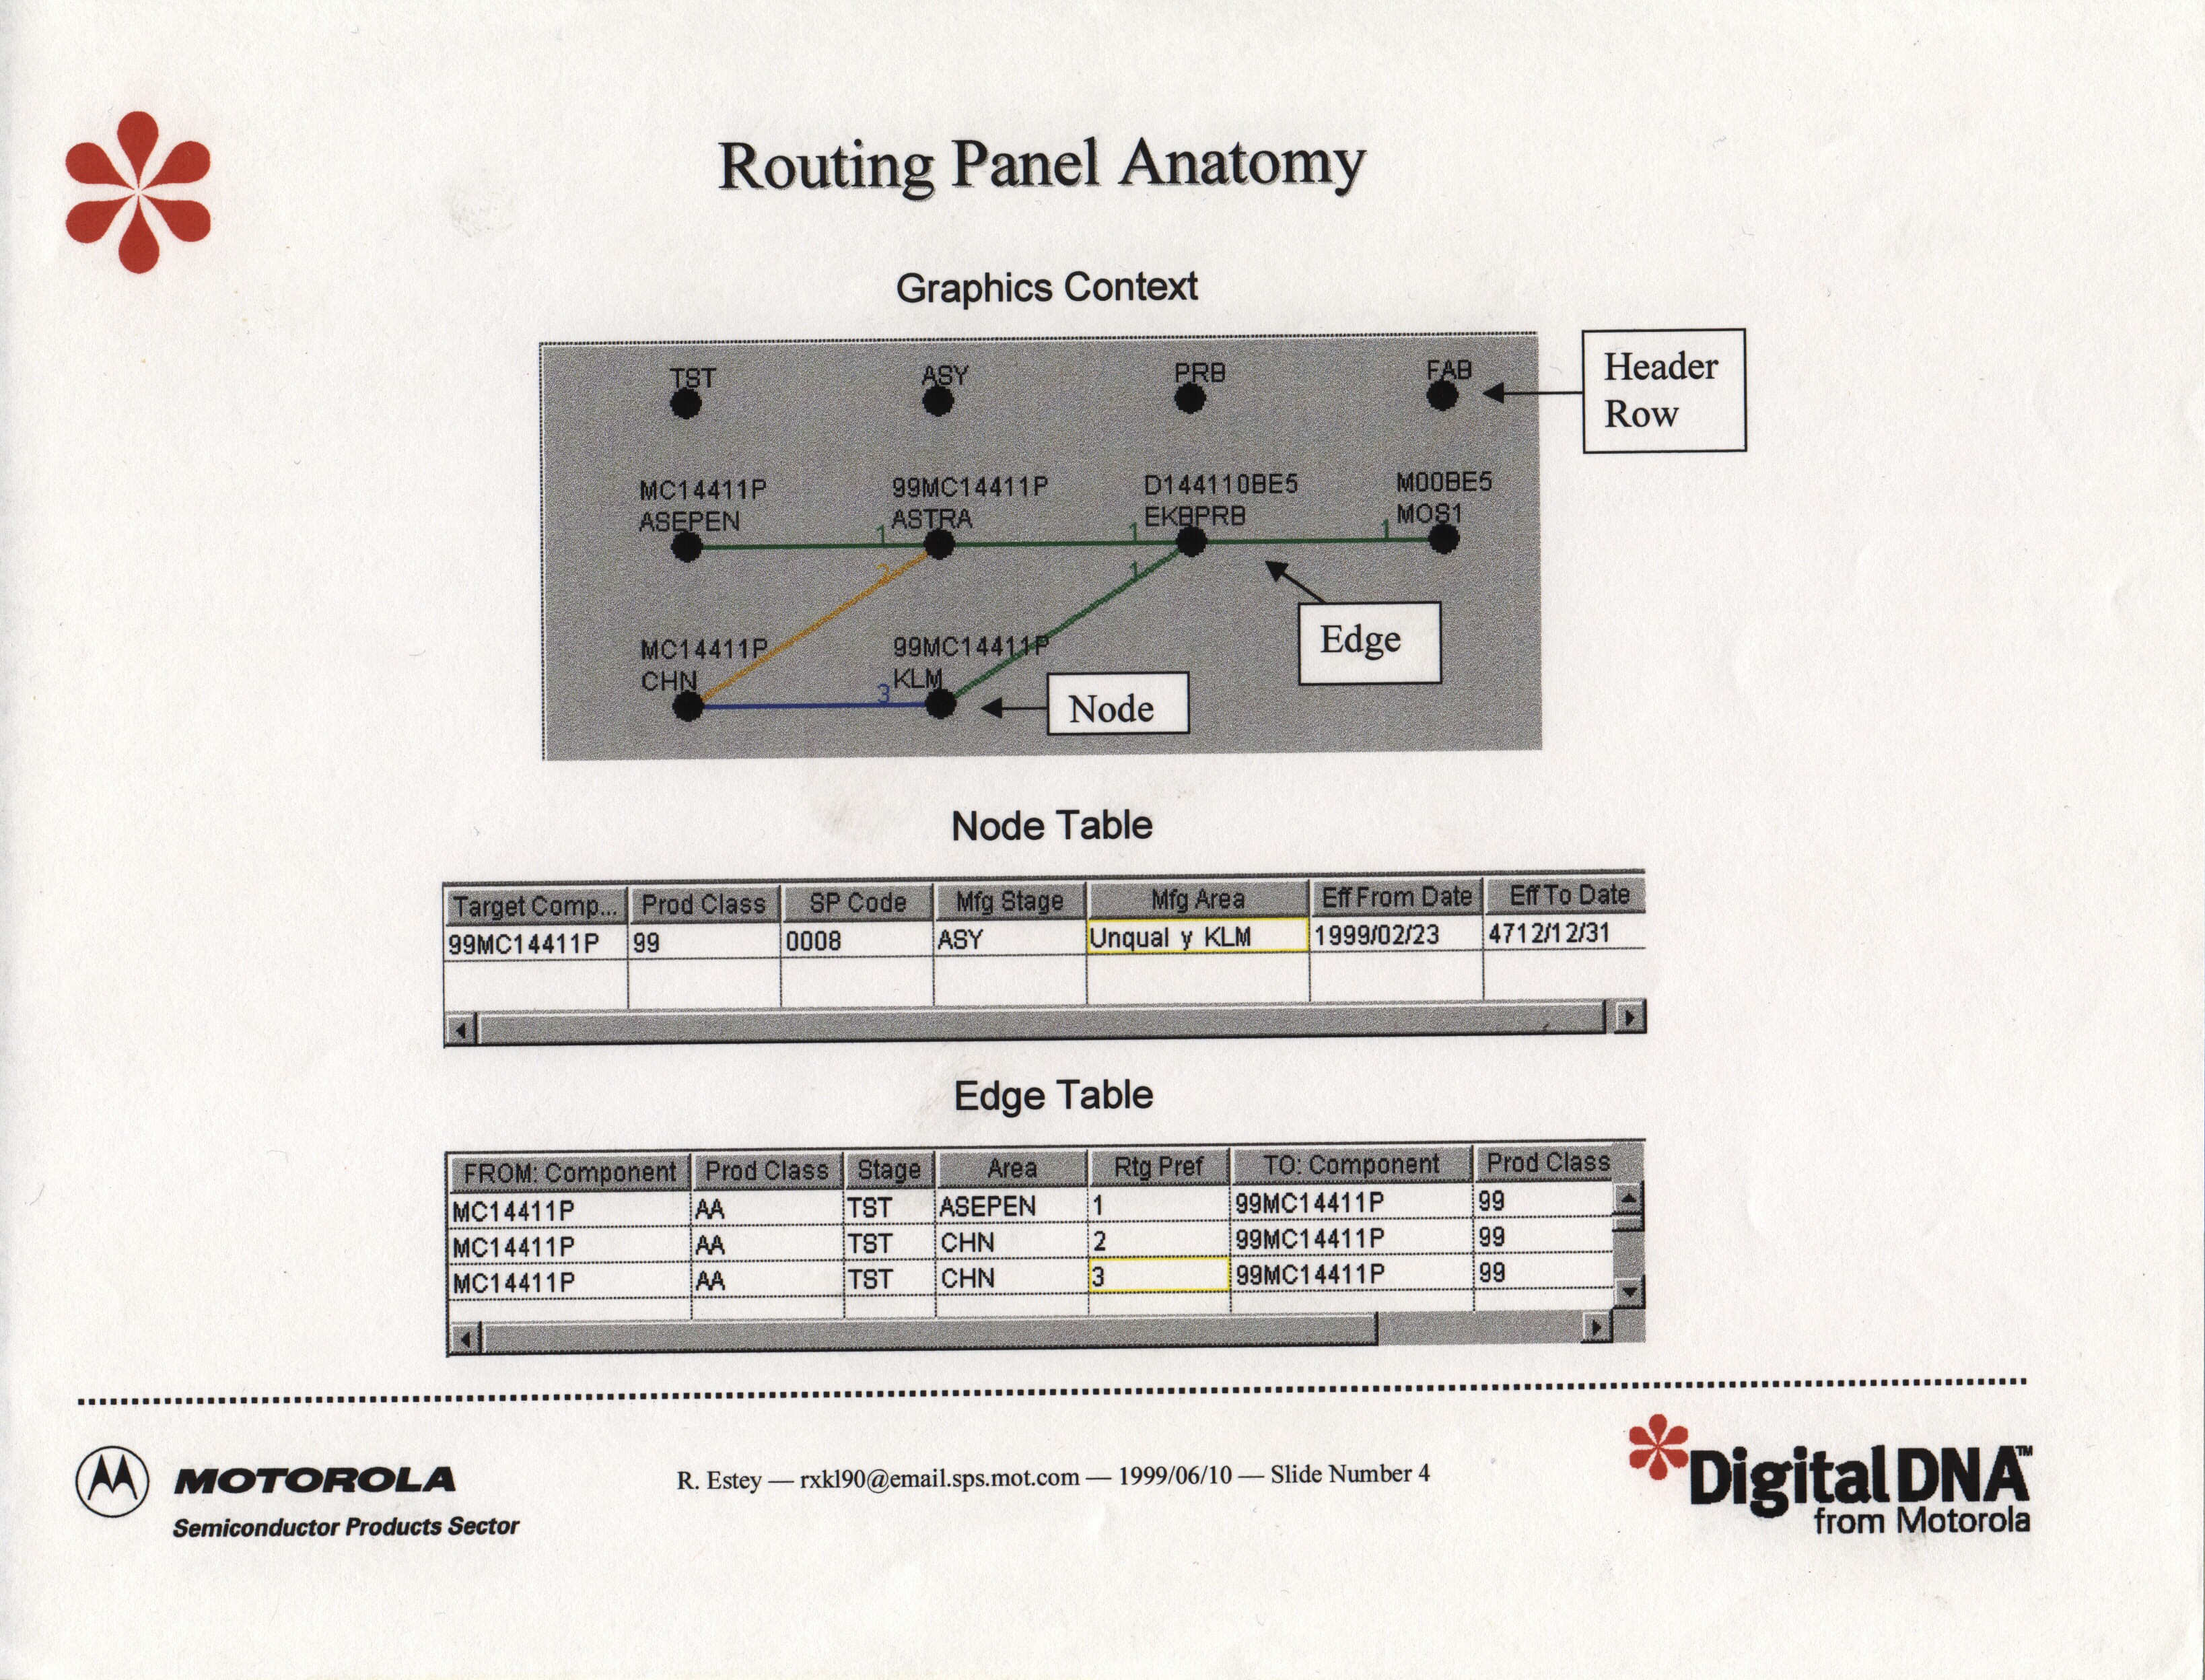 Routing Panel Anatomy
Graphics Context
TST ASY PRB FAB
Header
Row
MC14411P 99MC14411P D144110BE5 M00BE5
ASEPEN ASTRA EKBPRB MOS1
1 1 1
2 1
Edge
MC14411P 99MC14411P
CHN 3 KLM
Node
Node Table
Target Comp... Prod Class SP Code Mfg Stage Mfg Area Eff From Date Eff To Date
99MC14411P 99 0008 ASY Unqual y KLM 1999/02/23 4712/12/31
Edge Table
FROM: Component Prod Class Stage Area Rtg Pref TO: Component Prod Class
MC14411P AA TST ASEPEN 1 99MC14411P 99
MC14411P AA TST CHN 2 99MC14411P 99
MC14411P AA TST CHN 3 99MC14411P 99
MOTOROLA
Semiconductor Products Sector
R. Estey — rxkl90@email.sps.mot.com — 1999/06/10 — Slide Number 4
DigitalDNA™
from Motorola